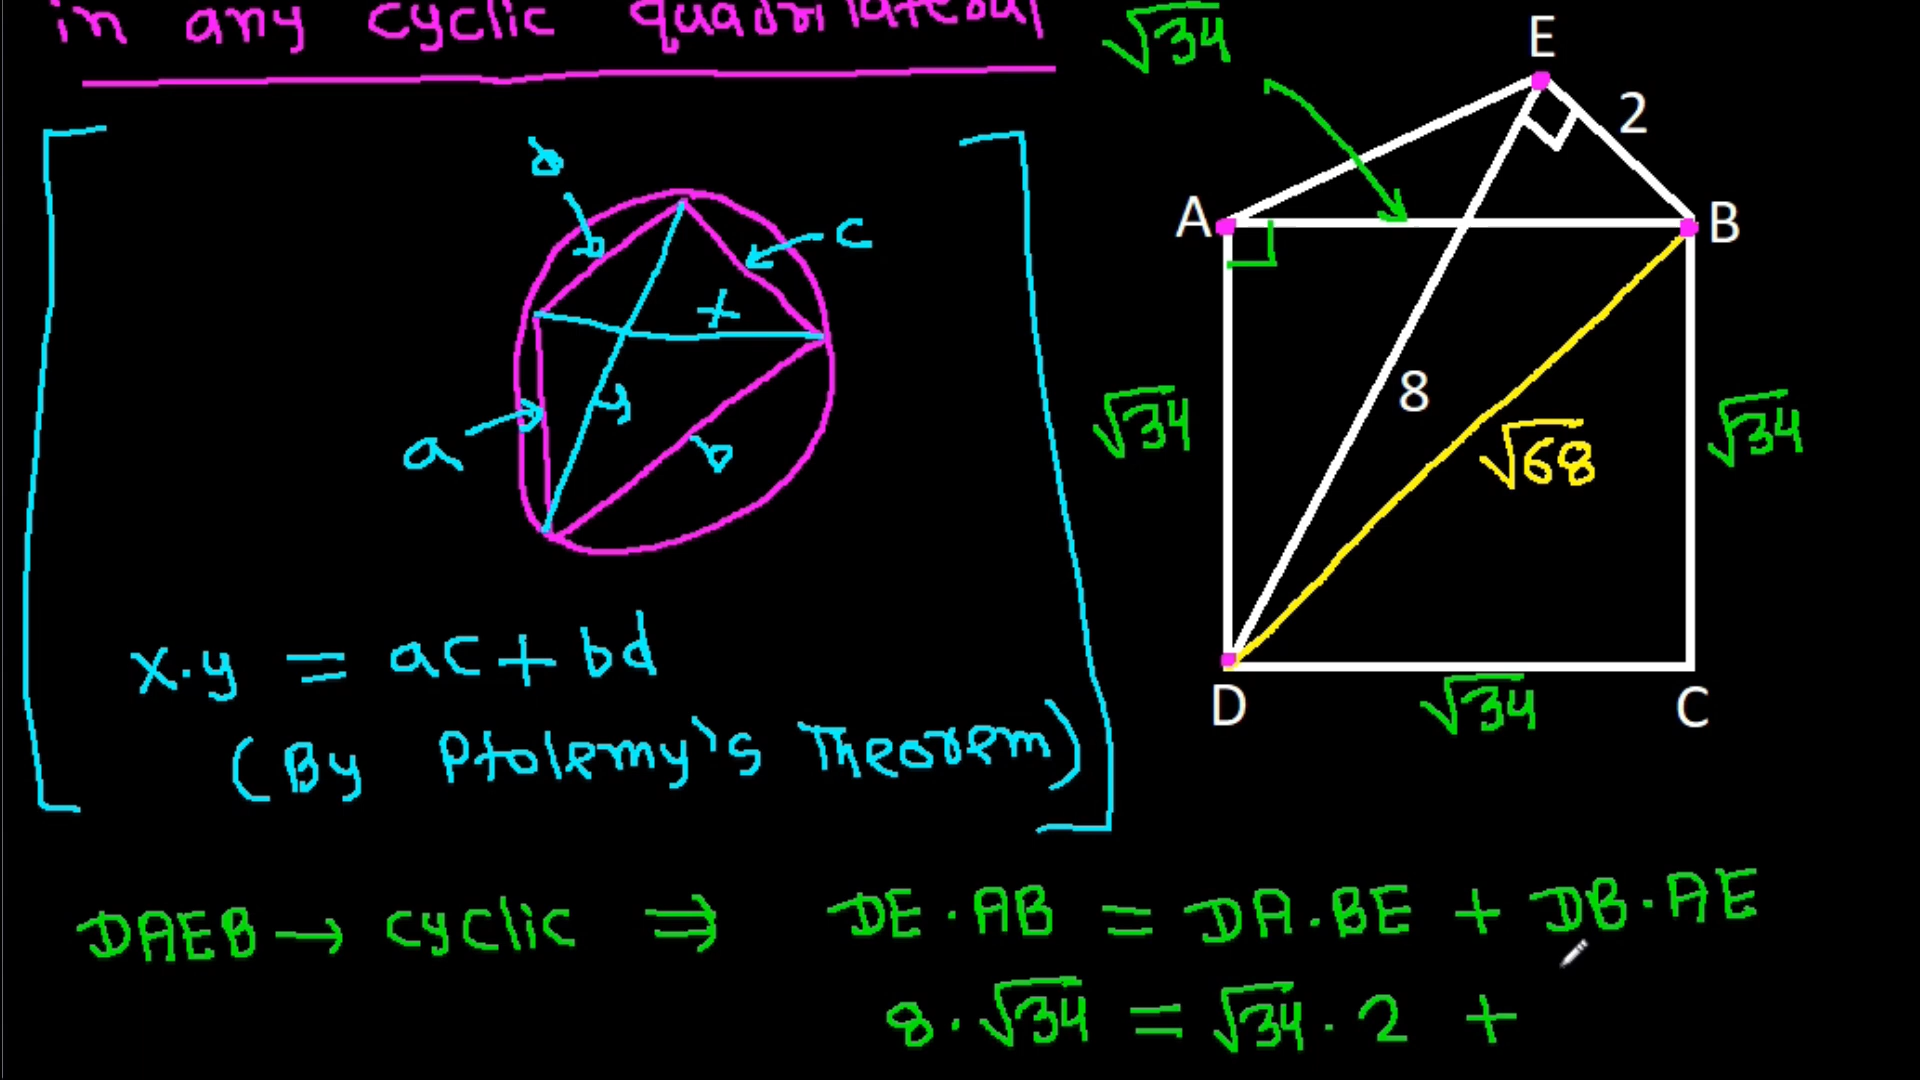 in any cyclic quadrilateral
√34
E
2
A
B
d
c
x
y
a
b
8
√34
√34
√68
D
C
√34
x.y = ac + bd
(By Ptolemy's Theorem)
DAEB → cyclic ⇒ DE . AB = DA . BE + DB . AE
8 . √34 = √34 . 2 +